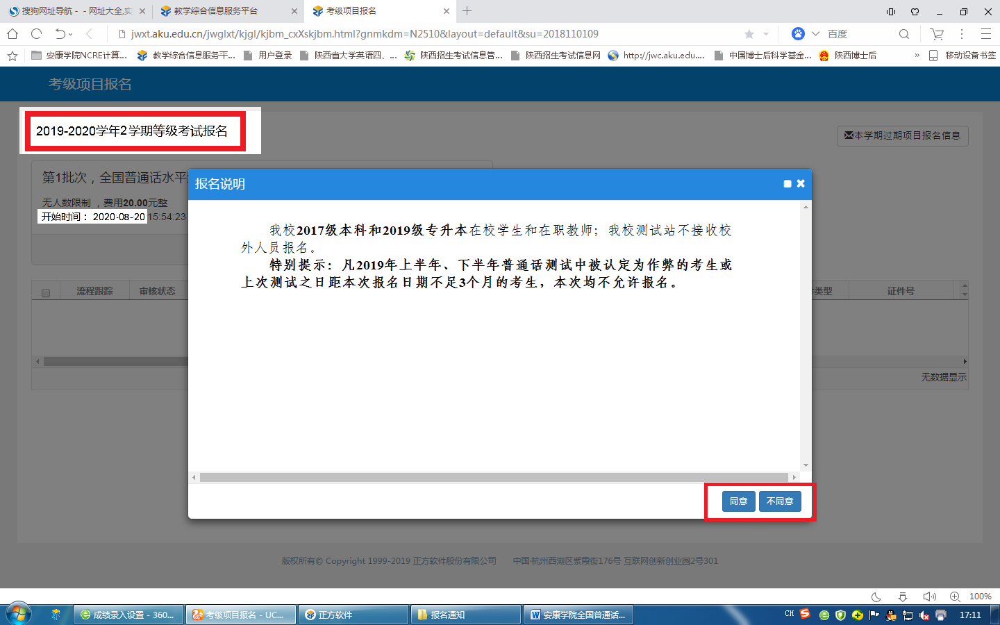 搜狗网址导航 - - 网址大全,实
教学综合信息服务平台
考级项目报名
jwxt.aku.edu.cn/jwglxt/kjgl/kjbm_cxXskjbm.html?gnmkdm=N2510&layout=default&su=2018110109
百度
安康学院NCRE计算... 教学综合信息服务平... 用户登录 陕西省大学英语四、... 陕西招生考试信息管... 陕西招生考试信息网 http://jwc.aku.edu.... 中国博士后科学基金... 陕西博士后 » 移动设备书签
考级项目报名
2019-2020学年2学期等级考试报名
本学期过期项目报名信息
第1批次，全国普通话水平
无人数限制 ，费用20.00元整
开始时间： 2020-08-20 15:54:23
报名说明
我校2017级本科和2019级专升本在校学生和在职教师；我校测试站不接收校
外人员报名。
特别提示：凡2019年上半年、下半年普通话测试中被认定为作弊的考生或
上次测试之日距本次报名日期不足3个月的考生，本次均不允许报名。
流程跟踪 审核状态 类型 证件号
无数据显示
同意 不同意
版权所有© Copyright 1999-2019 正方软件股份有限公司 中国·杭州西湖区紫霞街176号 互联网创新创业园2号301
100%
成绩录入设置 - 360... 考级项目报名 - UC... 正方软件 报名通知 安康学院全国普通话... CH 17:11